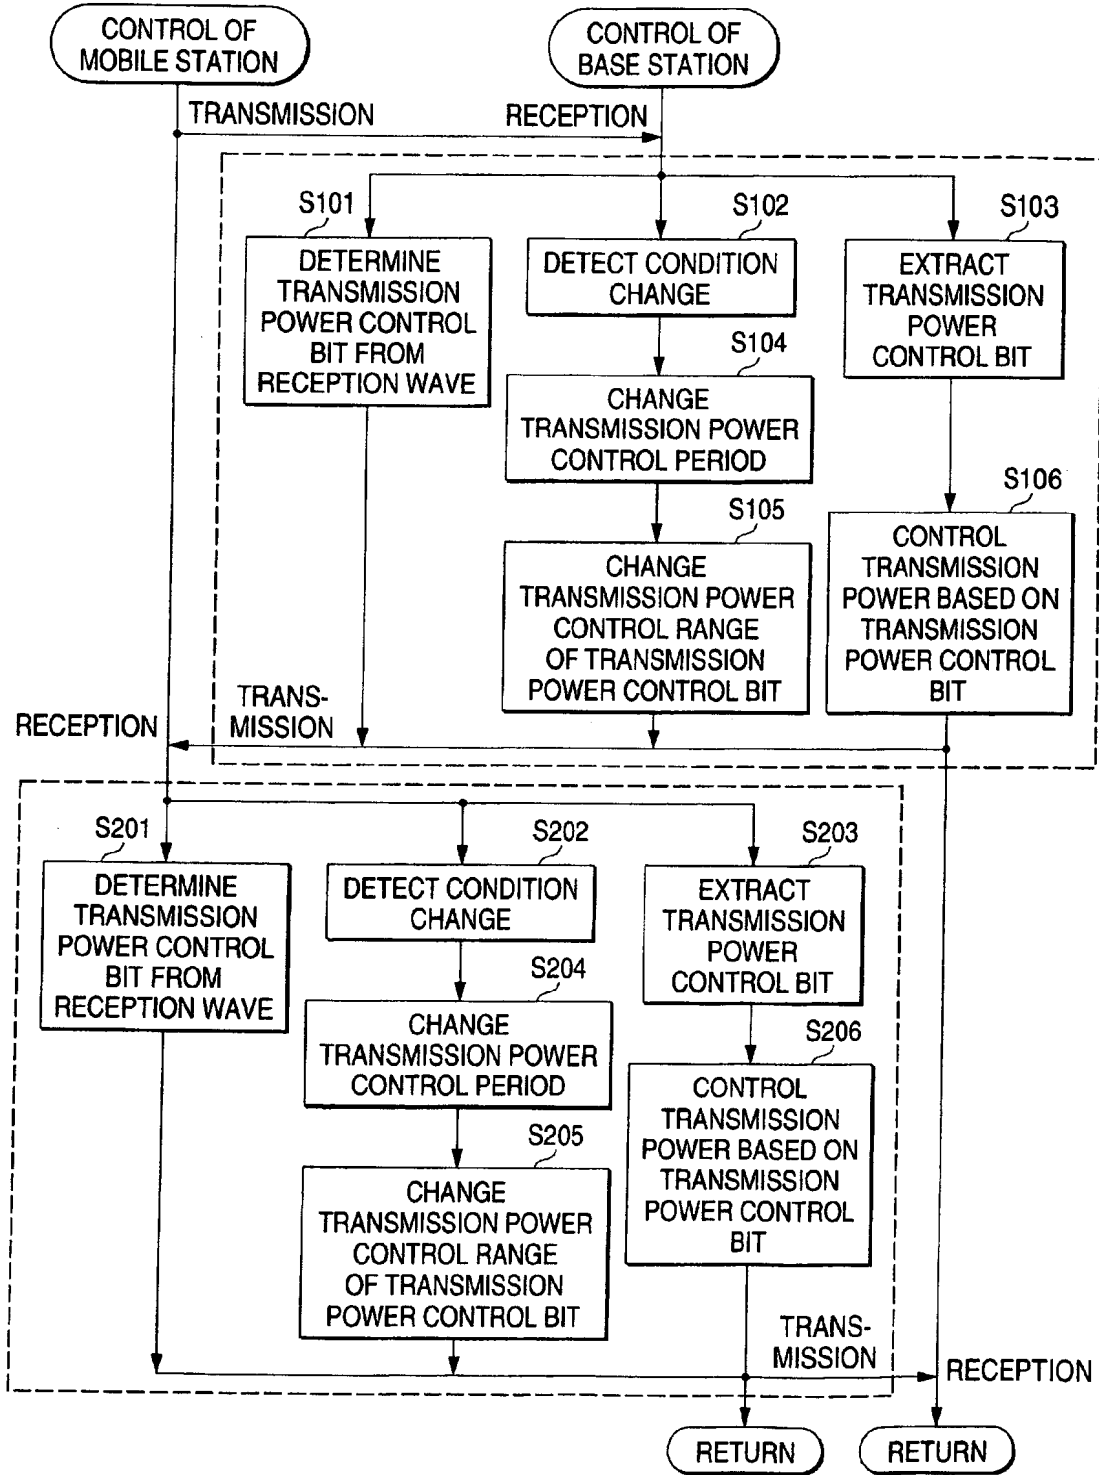 CONTROL OF
MOBILE STATION
CONTROL OF
BASE STATION
TRANSMISSION
RECEPTION
S101
DETERMINE
TRANSMISSION
POWER CONTROL
BIT FROM
RECEPTION WAVE
S102
DETECT CONDITION
CHANGE
S103
EXTRACT
TRANSMISSION
POWER
CONTROL BIT
S104
CHANGE
TRANSMISSION POWER
CONTROL PERIOD
S105
CHANGE
TRANSMISSION POWER
CONTROL RANGE
OF TRANSMISSION
POWER CONTROL BIT
S106
CONTROL
TRANSMISSION
POWER BASED ON
TRANSMISSION
POWER CONTROL
BIT
RECEPTION
TRANS-
MISSION
S201
DETERMINE
TRANSMISSION
POWER CONTROL
BIT FROM
RECEPTION WAVE
S202
DETECT CONDITION
CHANGE
S203
EXTRACT
TRANSMISSION
POWER
CONTROL BIT
S204
CHANGE
TRANSMISSION POWER
CONTROL PERIOD
S205
CHANGE
TRANSMISSION POWER
CONTROL RANGE
OF TRANSMISSION
POWER CONTROL BIT
S206
CONTROL
TRANSMISSION
POWER BASED ON
TRANSMISSION
POWER CONTROL
BIT
TRANS-
MISSION
RECEPTION
RETURN
RETURN